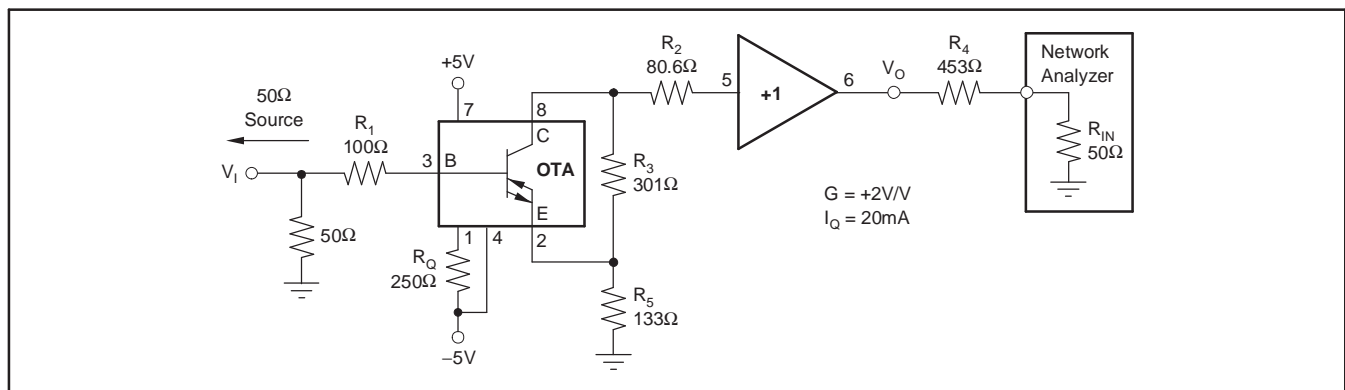 50Ω
Source
V_I
R_1
100Ω
50Ω
+5V
7
3
B
8
C
OTA
E
1
4
2
R_Q
250Ω
–5V
R_3
301Ω
R_5
133Ω
R_2
80.6Ω
5
+1
6
V_O
R_4
453Ω
G = +2V/V
I_Q = 20mA
Network
Analyzer
R_IN
50Ω